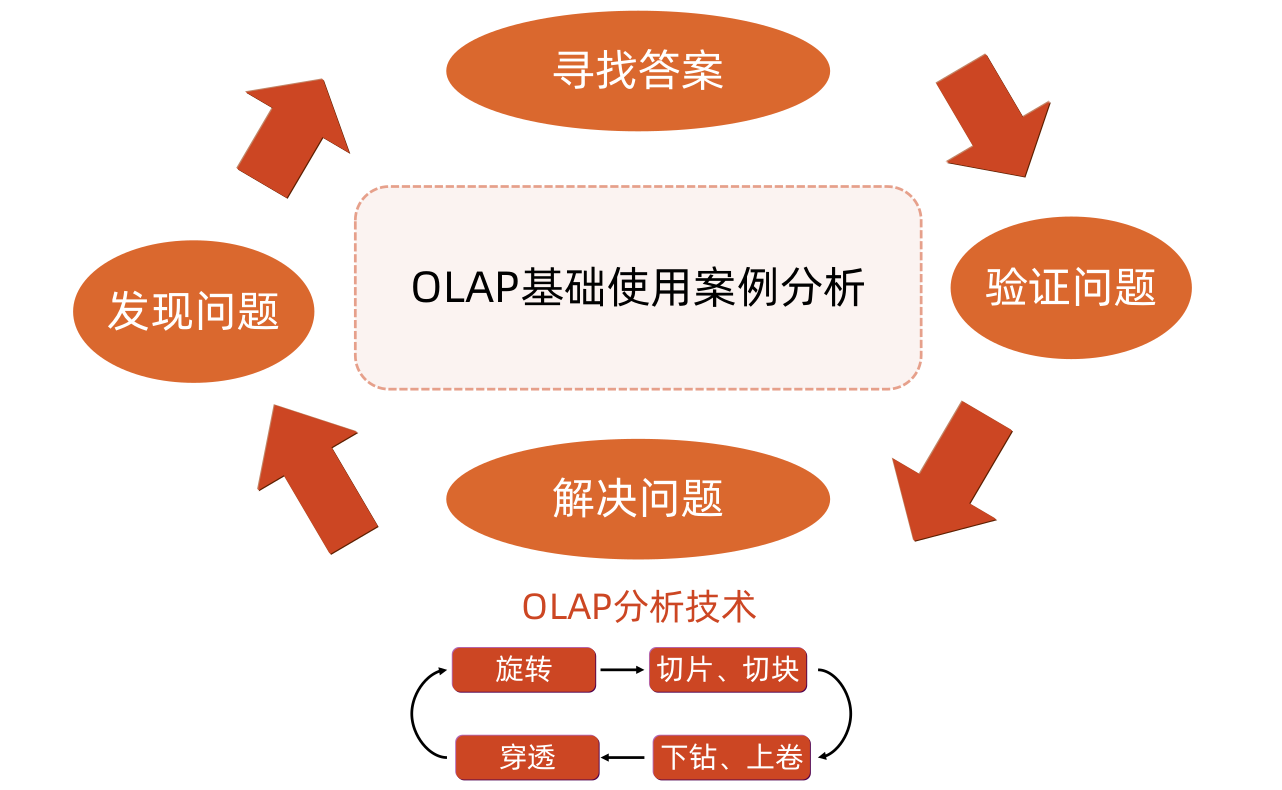 寻找答案
OLAP基础使用案例分析
发现问题
验证问题
解决问题
OLAP分析技术
旋转
切片、切块
穿透
下钻、上卷